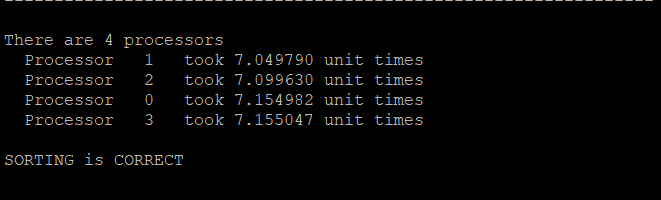 There are 4 processors
Processor 1 took 7.049790 unit times
Processor 2 took 7.099630 unit times
Processor 0 took 7.154982 unit times
Processor 3 took 7.155047 unit times
SORTING is CORRECT